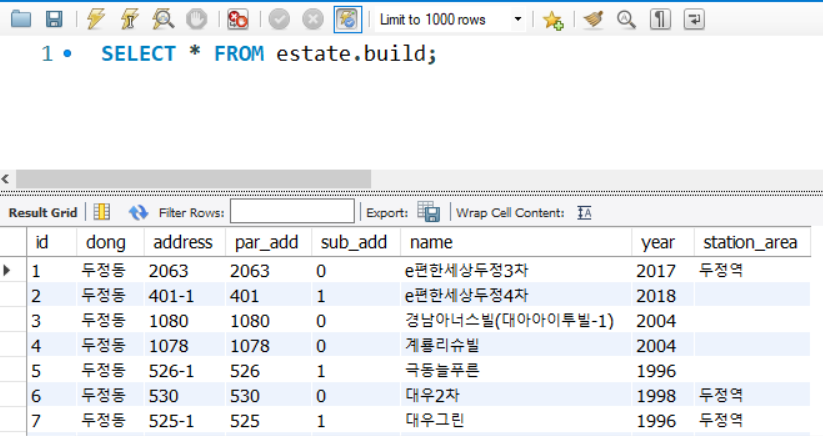 Limit to 1000 rows
1 SELECT * FROM estate.build;
Result Grid Filter Rows: Export: Wrap Cell Content:
id dong address par_add sub_add name year station_area
1 두정동 2063 2063 0 e편한세상두정3차 2017 두정역
2 두정동 401-1 401 1 e편한세상두정4차 2018
3 두정동 1080 1080 0 경남아너스빌(대아아이투빌-1) 2004
4 두정동 1078 1078 0 계룡리슈빌 2004
5 두정동 526-1 526 1 극동늘푸른 1996
6 두정동 530 530 0 대우2차 1998 두정역
7 두정동 525-1 525 1 대우그린 1996 두정역